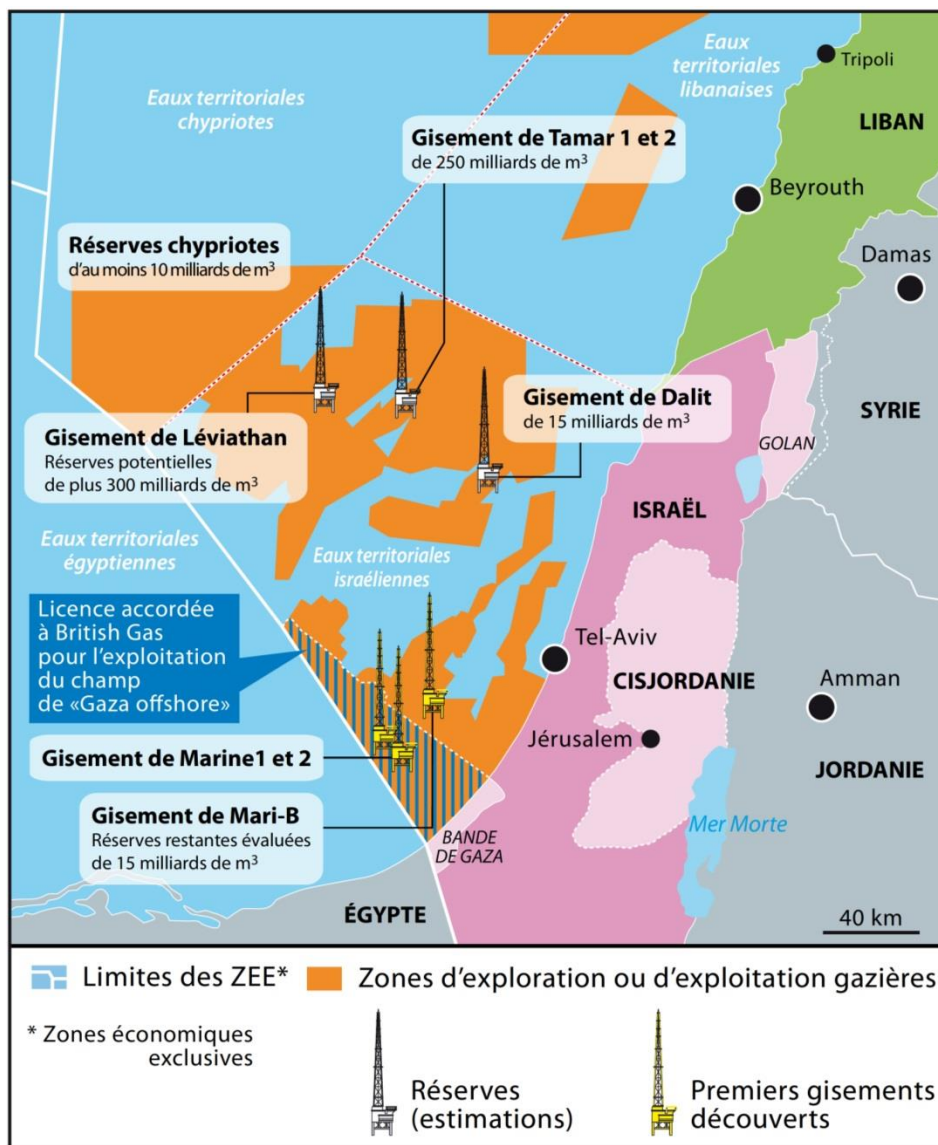 Eaux territoriales
chypriotes
Eaux
territoriales
libanaises
Tripoli
LIBAN
Gisement de Tamar 1 et 2
de 250 milliards de m³
Beyrouth
Réserves chypriotes
d'au moins 10 milliards de m³
Damas
Gisement de Dalit
de 15 milliards de m³
SYRIE
GOLAN
Gisement de Léviathan
Réserves potentielles
de plus 300 milliards de m³
ISRAËL
Eaux territoriales
égyptiennes
Eaux territoriales
israéliennes
Licence accordée
à British Gas
pour l'exploitation
du champ
de «Gaza offshore»
Tel-Aviv
CISJORDANIE
Amman
Jérusalem
Gisement de Marine1 et 2
JORDANIE
Gisement de Mari-B
Réserves restantes évaluées
de 15 milliards de m³
Mer Morte
BANDE
DE GAZA
ÉGYPTE
40 km
Limites des ZEE*
Zones d'exploration ou d'exploitation gazières
* Zones économiques
exclusives
Réserves
(estimations)
Premiers gisements
découverts